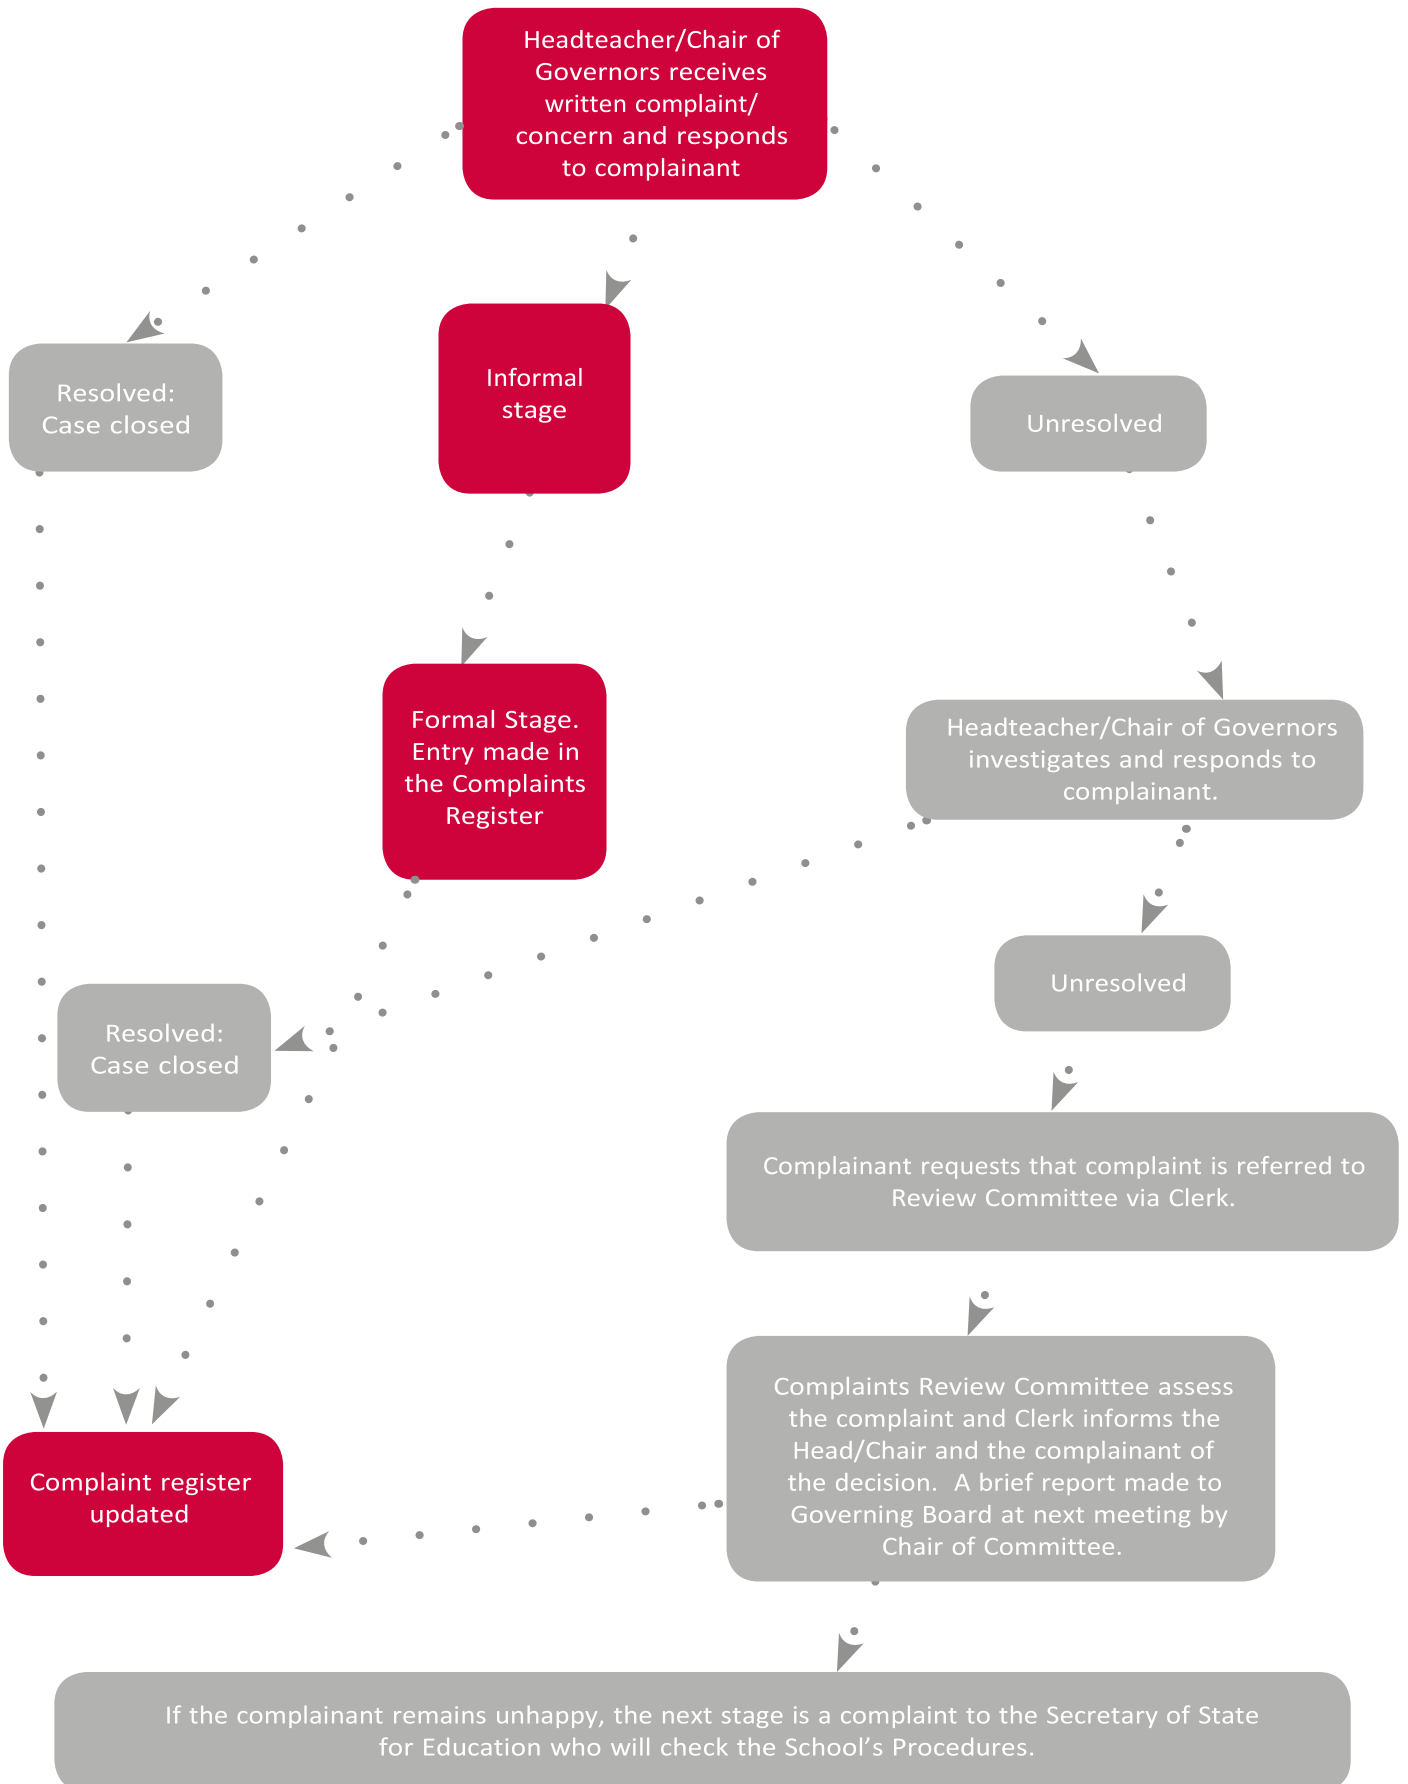 Headteacher/Chair of
Governors receives
written complaint/
concern and responds
to complainant
Resolved:
Case closed
Informal
stage
Unresolved
Formal Stage.
Entry made in
the Complaints
Register
Headteacher/Chair of Governors
investigates and responds to
complainant.
Resolved:
Case closed
Unresolved
Complainant requests that complaint is referred to
Review Committee via Clerk.
Complaints Review Committee assess
the complaint and Clerk informs the
Head/Chair and the complainant of
the decision.  A brief report made to
Governing Board at next meeting by
Chair of Committee.
Complaint register
updated
If the complainant remains unhappy, the next stage is a complaint to the Secretary of State
for Education who will check the School’s Procedures.